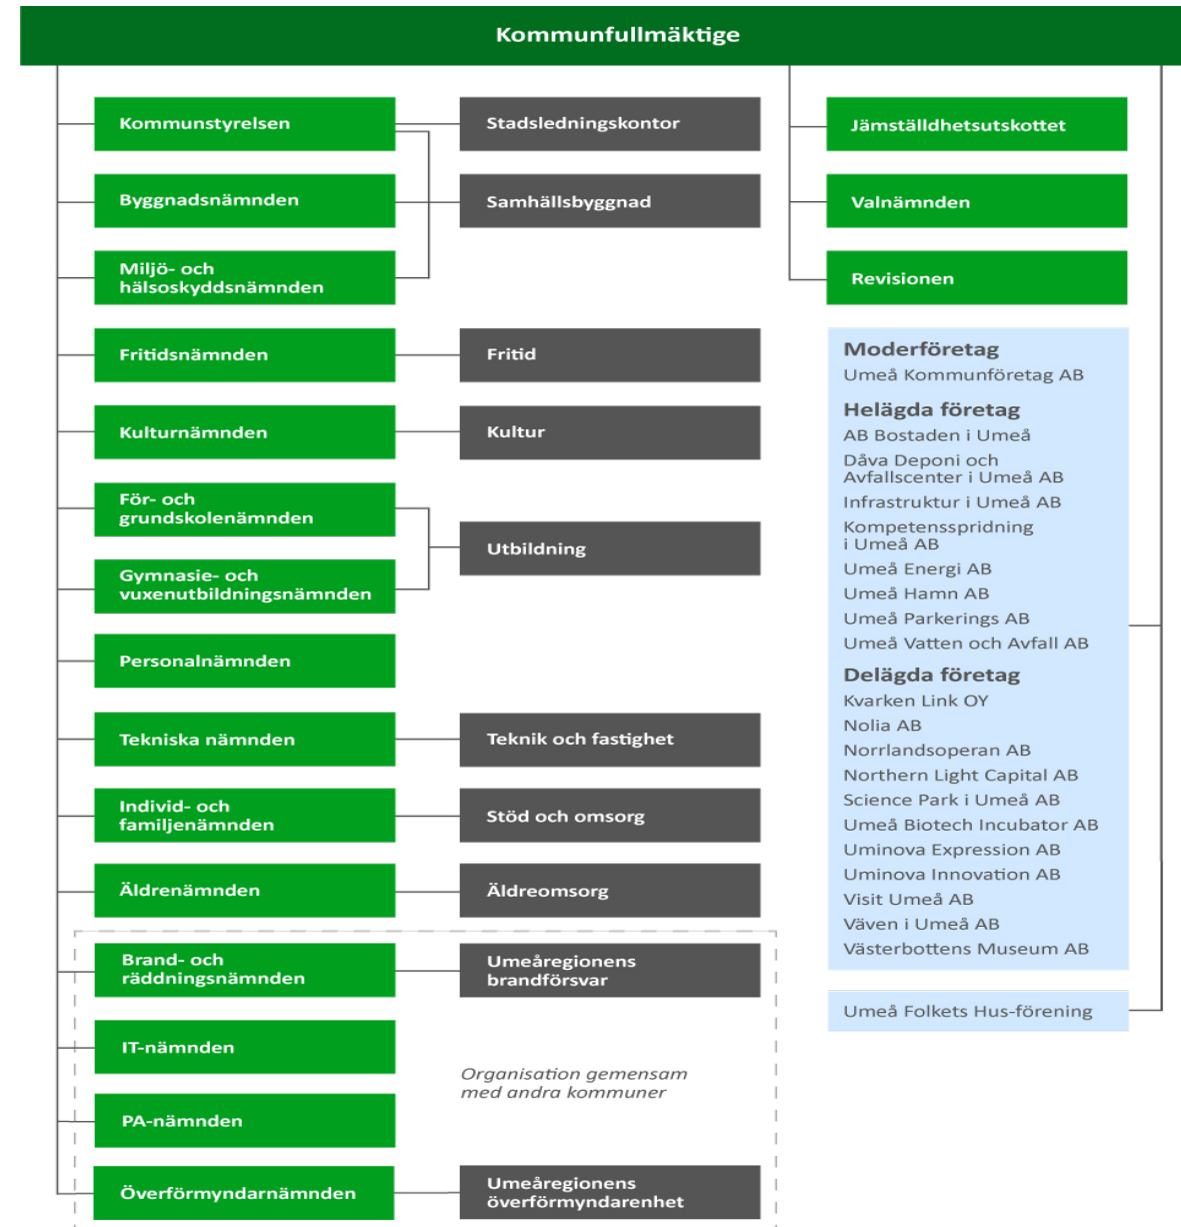 Kommunfullmäktige
Kommunstyrelsen
Stadsledningskontor
Byggnadsnämnden
Samhällsbyggnad
Miljö- och
hälsoskyddsnämnden
Fritidsnämnden
Fritid
Kulturnämnden
Kultur
För- och
grundskolenämnden
Gymnasie- och
vuxenutbildningsnämnden
Utbildning
Personalnämnden
Tekniska nämnden
Teknik och fastighet
Individ- och
familjenämnden
Stöd och omsorg
Äldrenämnden
Äldreomsorg
Brand- och
räddningsnämnden
Umeåregionens
brandförsvar
IT-nämnden
Organisation gemensam
med andra kommuner
PA-nämnden
Överförmyndarnämnden
Umeåregionens
överförmyndarenhet
Jämställdhetsutskottet
Valnämnden
Revisionen
Moderföretag
Umeå Kommunföretag AB
Helägda företag
AB Bostaden i Umeå
Dåva Deponi och
Avfallscenter i Umeå AB
Infrastruktur i Umeå AB
Kompetensspridning
i Umeå AB
Umeå Energi AB
Umeå Hamn AB
Umeå Parkerings AB
Umeå Vatten och Avfall AB
Delägda företag
Kvarken Link OY
Nolia AB
Norrlandsoperan AB
Northern Light Capital AB
Science Park i Umeå AB
Umeå Biotech Incubator AB
Uminova Expression AB
Uminova Innovation AB
Visit Umeå AB
Väven i Umeå AB
Västerbottens Museum AB
Umeå Folkets Hus-förening